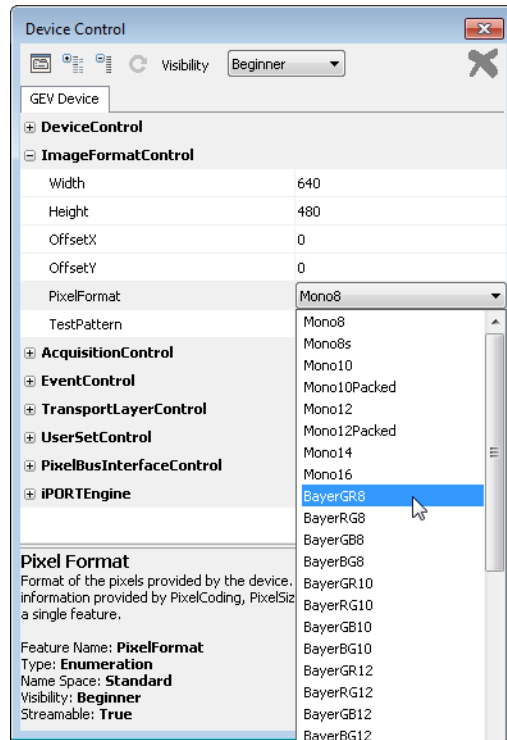 Device Control
Visibility Beginner
GEV Device
DeviceControl
ImageFormatControl
Width 640
Height 480
OffsetX 0
OffsetY 0
PixelFormat Mono8
TestPattern
AcquisitionControl
EventControl
TransportLayerControl
UserSetControl
PixelBusInterfaceControl
iPORTEngine
Mono8
Mono8s
Mono10
Mono10Packed
Mono12
Mono12Packed
Mono14
Mono16
BayerGR8
BayerRG8
BayerGB8
BayerBG8
BayerGR10
BayerRG10
BayerGB10
BayerBG10
BayerGR12
BayerRG12
BayerGB12
BayerBG12
Pixel Format
Format of the pixels provided by the device.
information provided by PixelCoding, PixelSiz
a single feature.
Feature Name: PixelFormat
Type: Enumeration
Name Space: Standard
Visibility: Beginner
Streamable: True